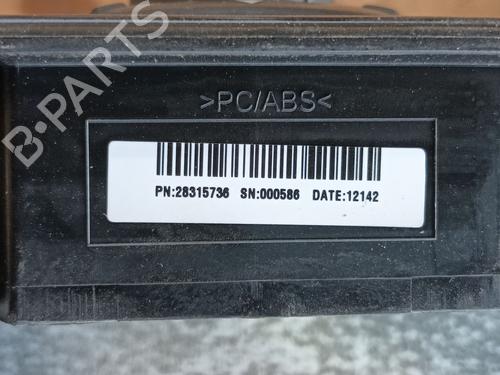 B-PARTS
>PC/ABS<
PN:28315736 SN:000586 DATE:12142